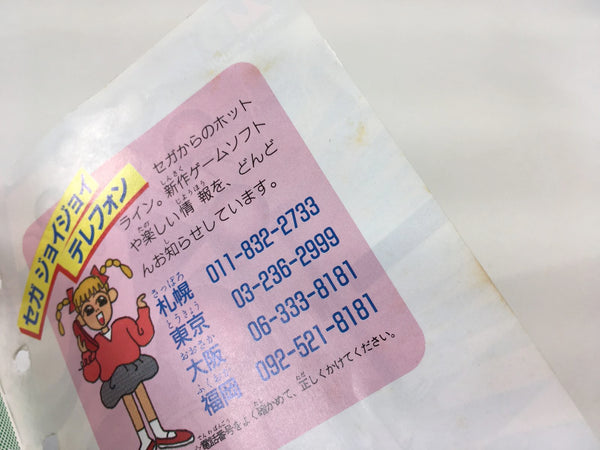 セガ ジョイジョイ
テレフォン
セガからのホット
ライン。新作ゲームソフト
や楽しい情報を、どんど
んお知らせしています。
札幌 011-832-2733
東京 03-236-2999
大阪 06-333-8181
福岡 092-521-8181
電話番号をよく確かめて、正しくかけてください。